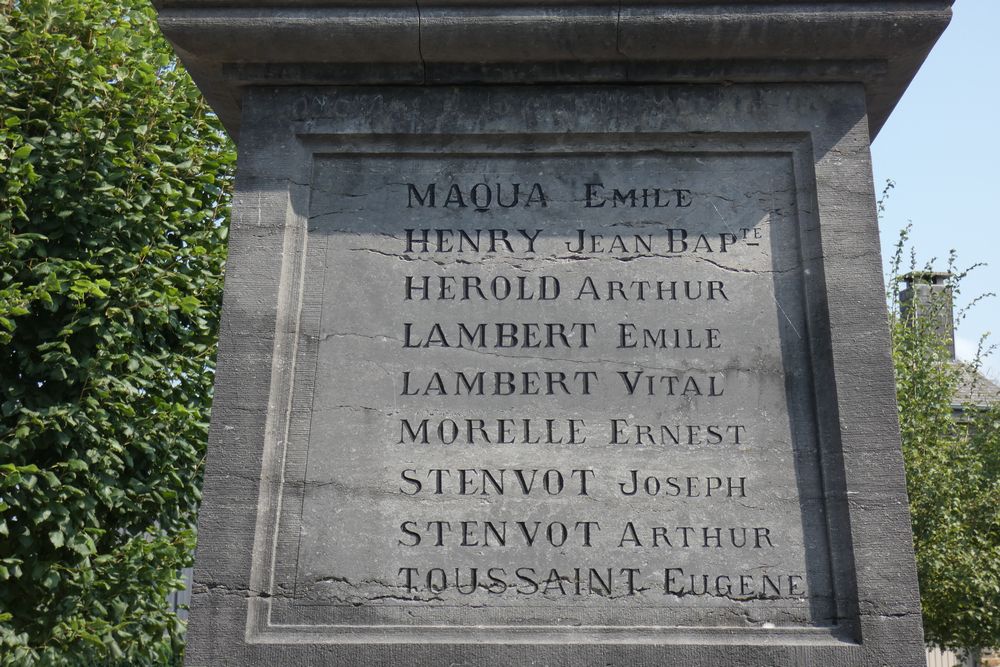 MAQUA EMILE
HENRY JEAN BAPTE
HEROLD ARTHUR
LAMBERT EMILE
LAMBERT VITAL
MORELLE ERNEST
STENVOT JOSEPH
STENVOT ARTHUR
TOUSSAINT EUGENE